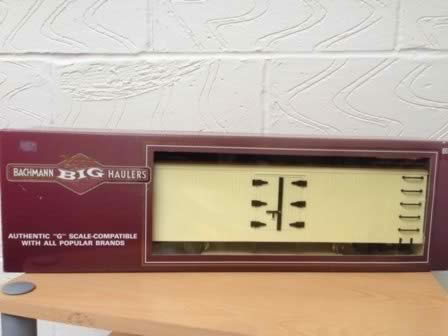 BACHMANN BIG HAULERS
AUTHENTIC "G" SCALE-COMPATIBLE
WITH ALL POPULAR BRANDS